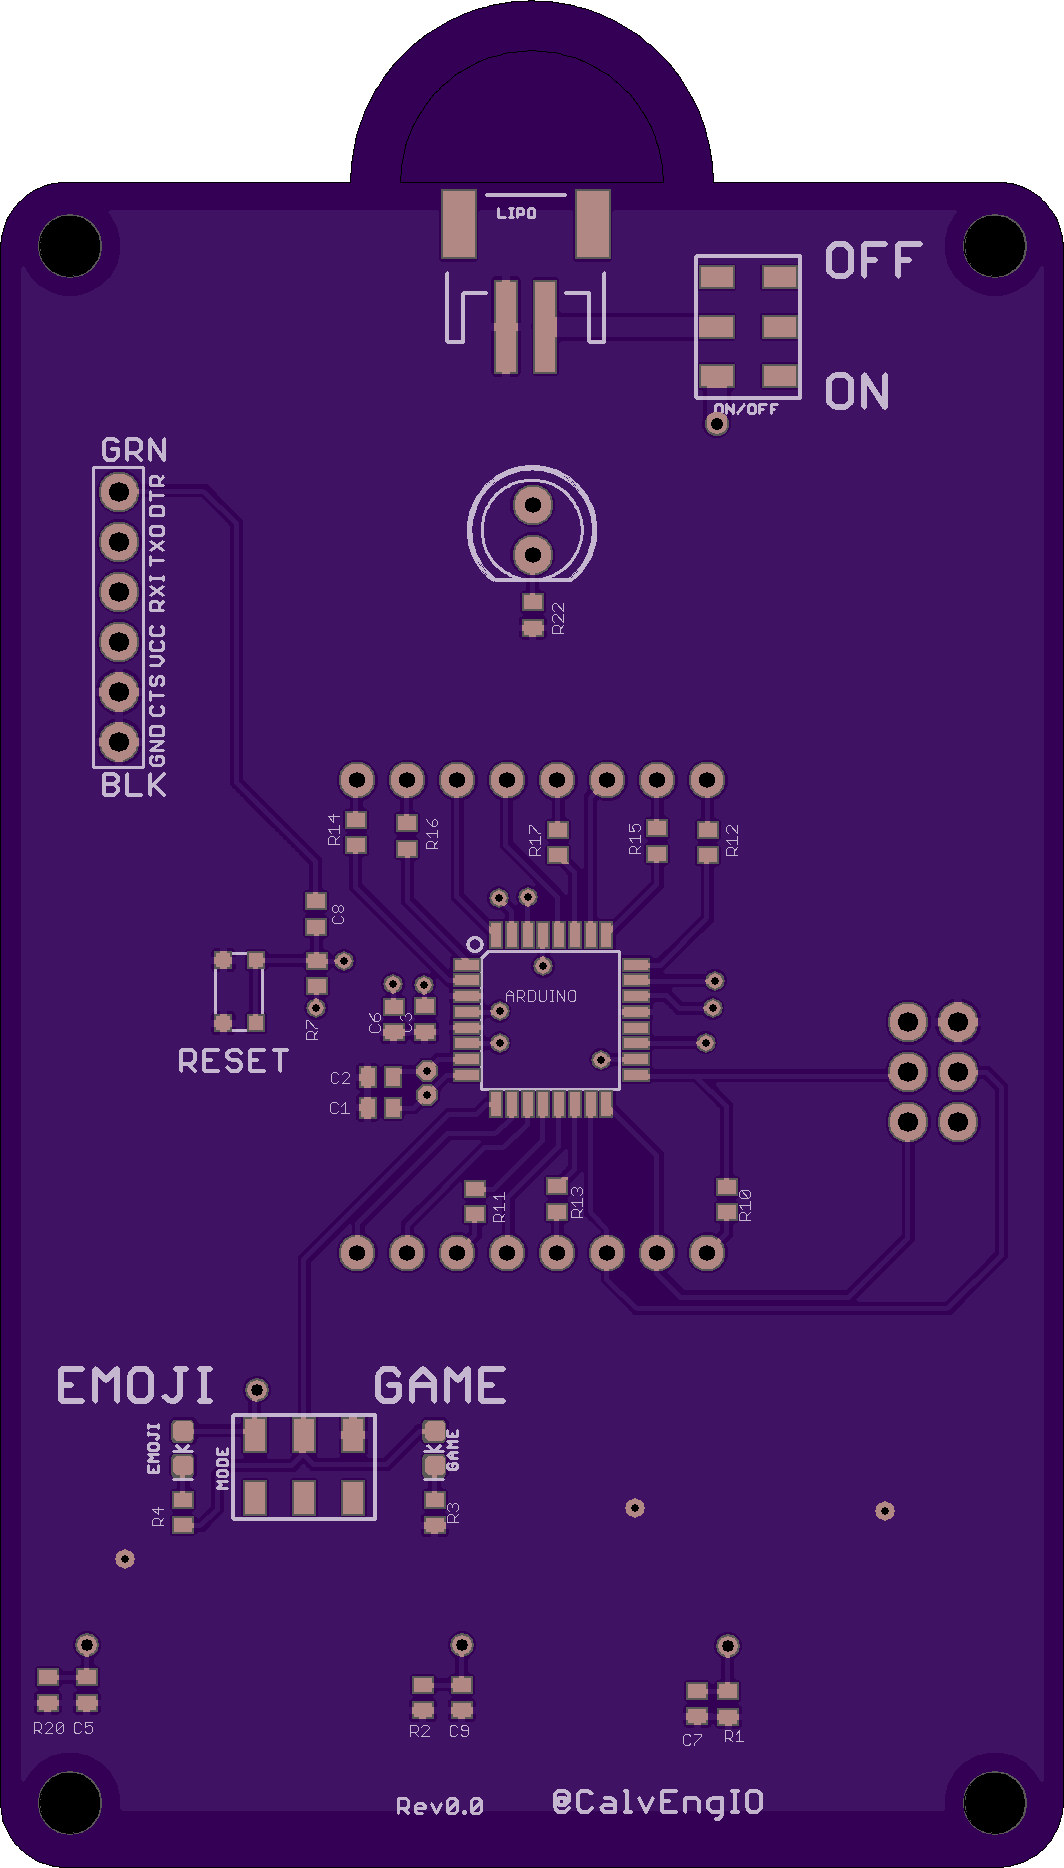 LIPO
OFF
ON
ON/OFF
GRN
DTR
TXO
RXI
VCC
CTS
GND
BLK
R22
R14
R16
R17
R15
R12
C8
ARDUINO
C6
C3
R7
RESET
C2
C1
R11
R13
R10
EMOJI
GAME
EMOJI
MODE
GAME
R4
R3
R20
C5
R2
C9
C7
R1
Rev0.0
@CalvEngIO